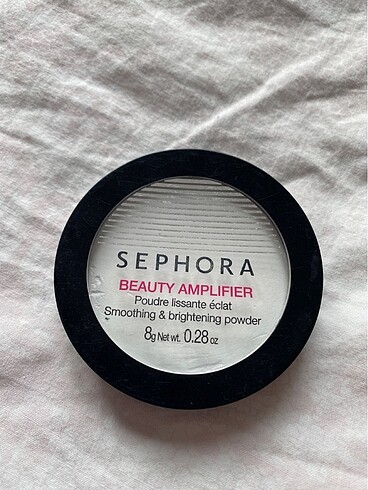 SEPHORA
BEAUTY AMPLIFIER
Poudre lissante éclat
Smoothing & brightening powder
8g Net wt. 0.28 oz